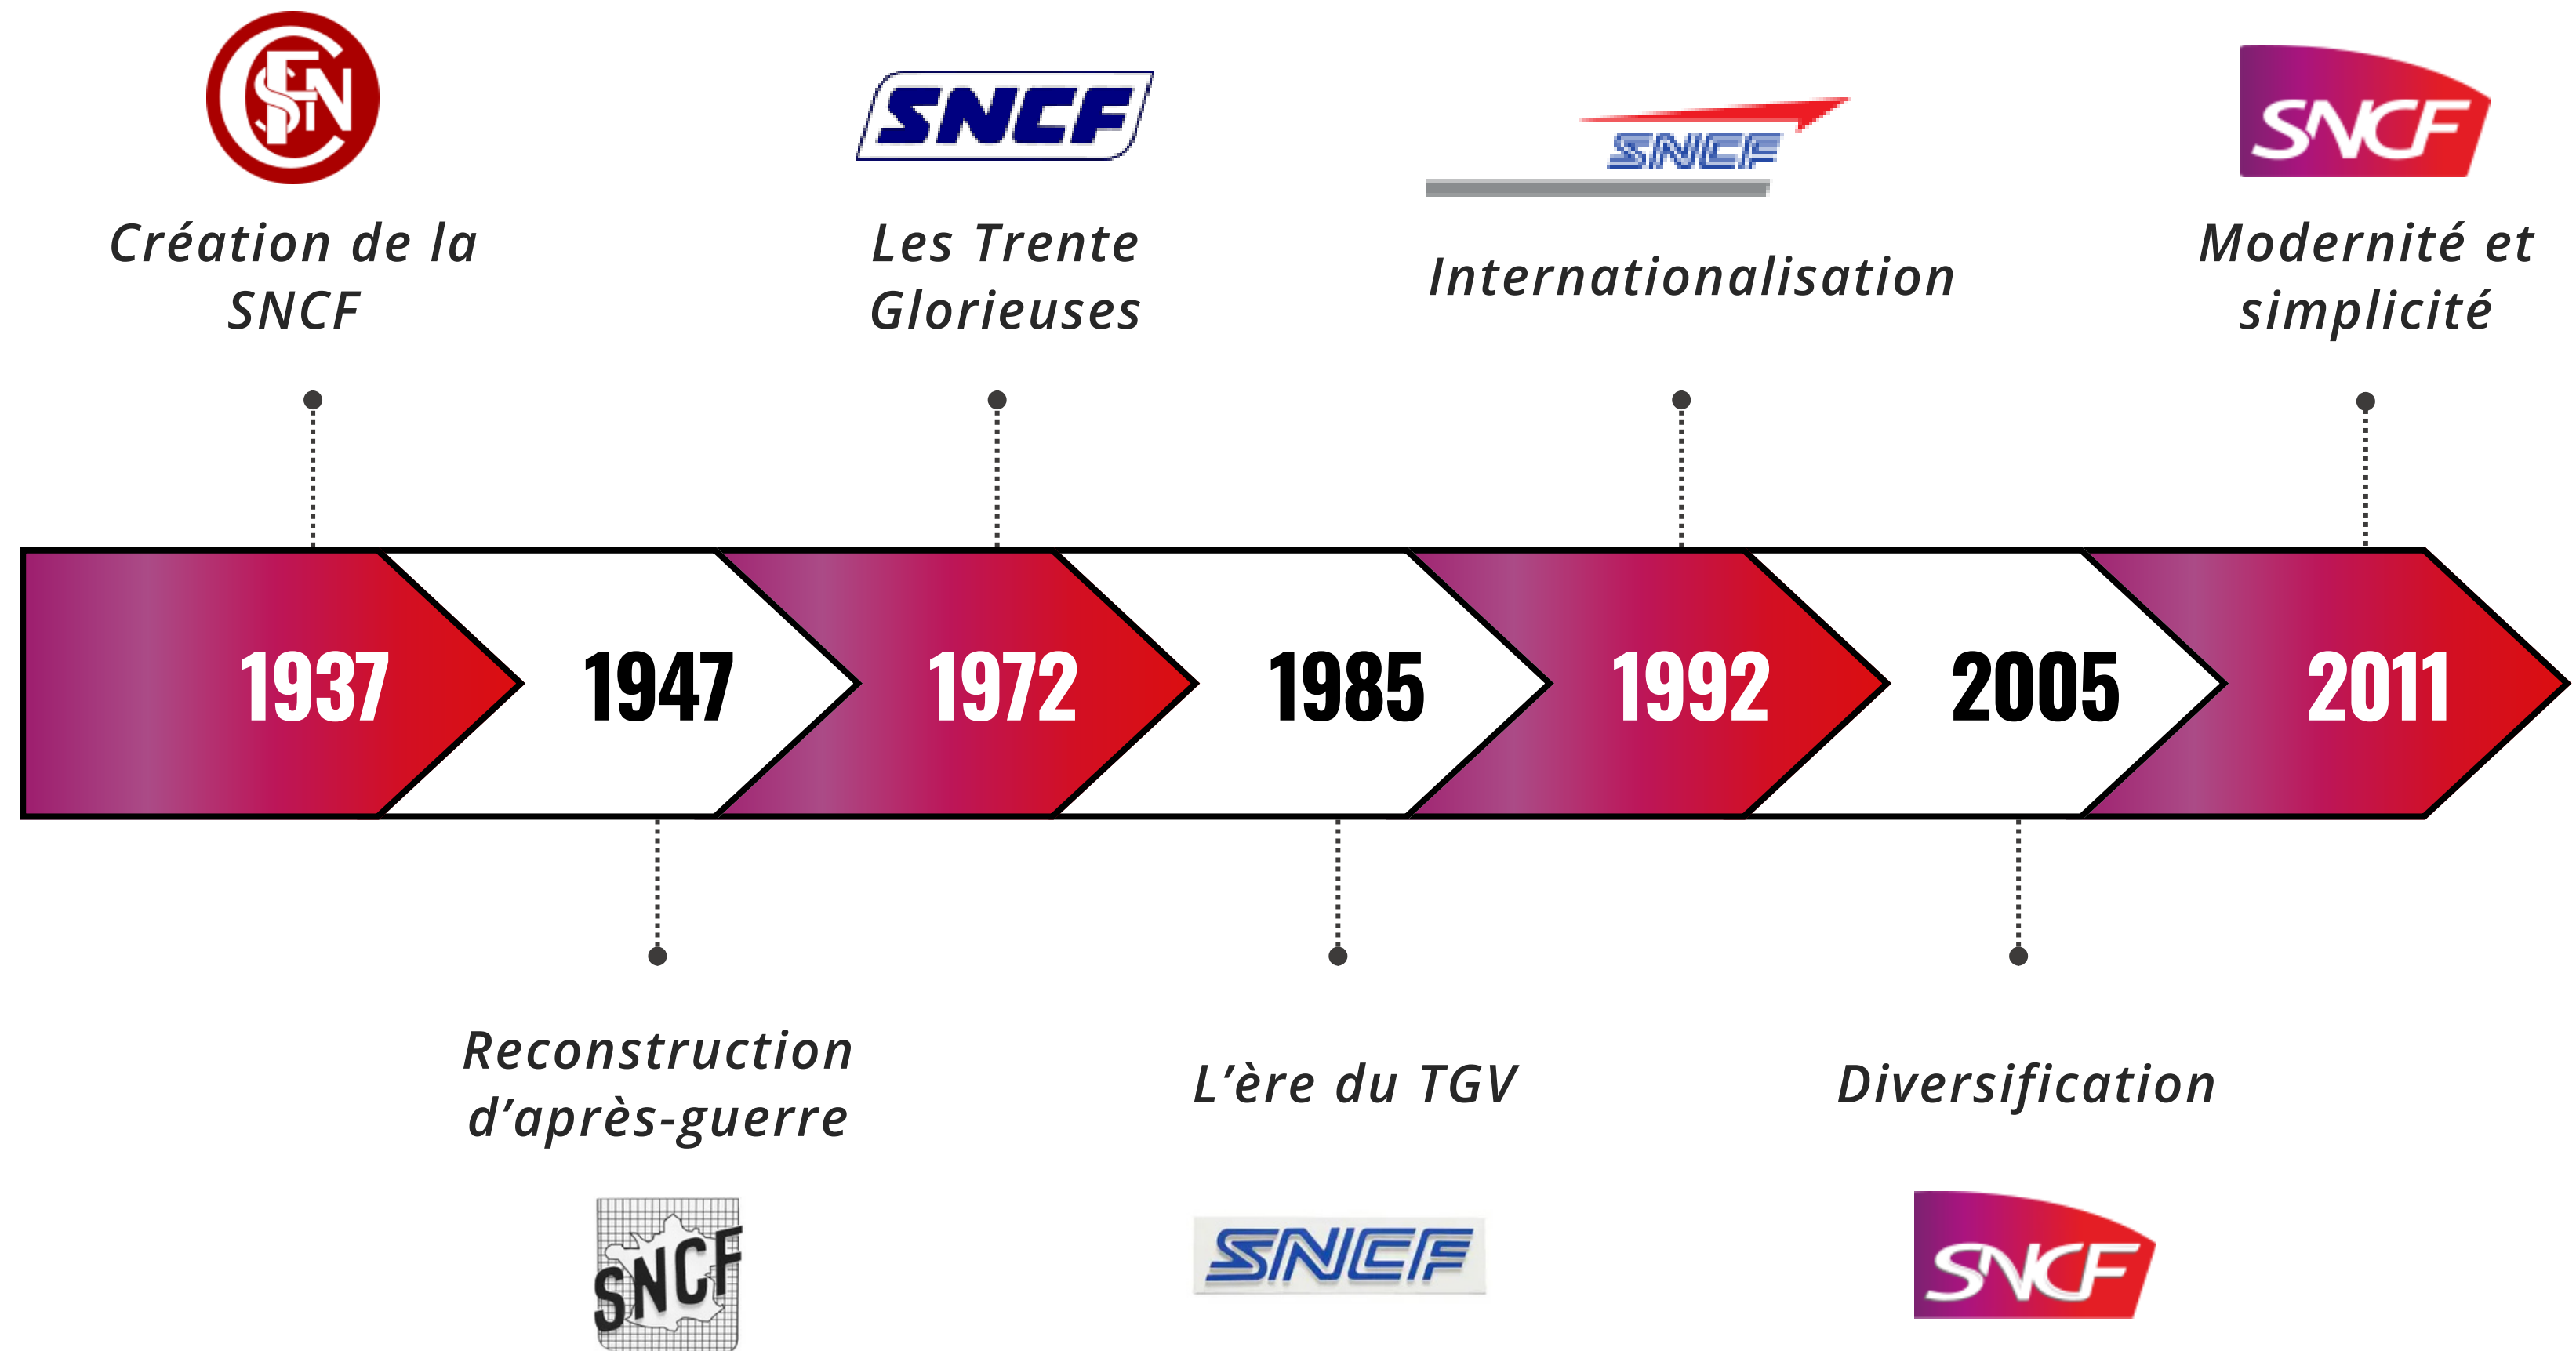 SNCF
Création de la
SNCF
SNCF
Les Trente
Glorieuses
SNCF
Internationalisation
SNCF
Modernité et
simplicité
1937
1947
1972
1985
1992
2005
2011
Reconstruction
d’après-guerre
SNCF
L’ère du TGV
SNCF
Diversification
SNCF